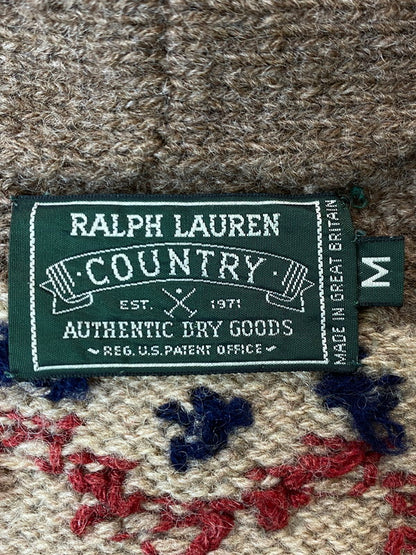 RALPH LAUREN
COUNTRY
EST. 1971
AUTHENTIC DRY GOODS
REG. U.S. PATENT OFFICE
MADE IN GREAT BRITAIN
M